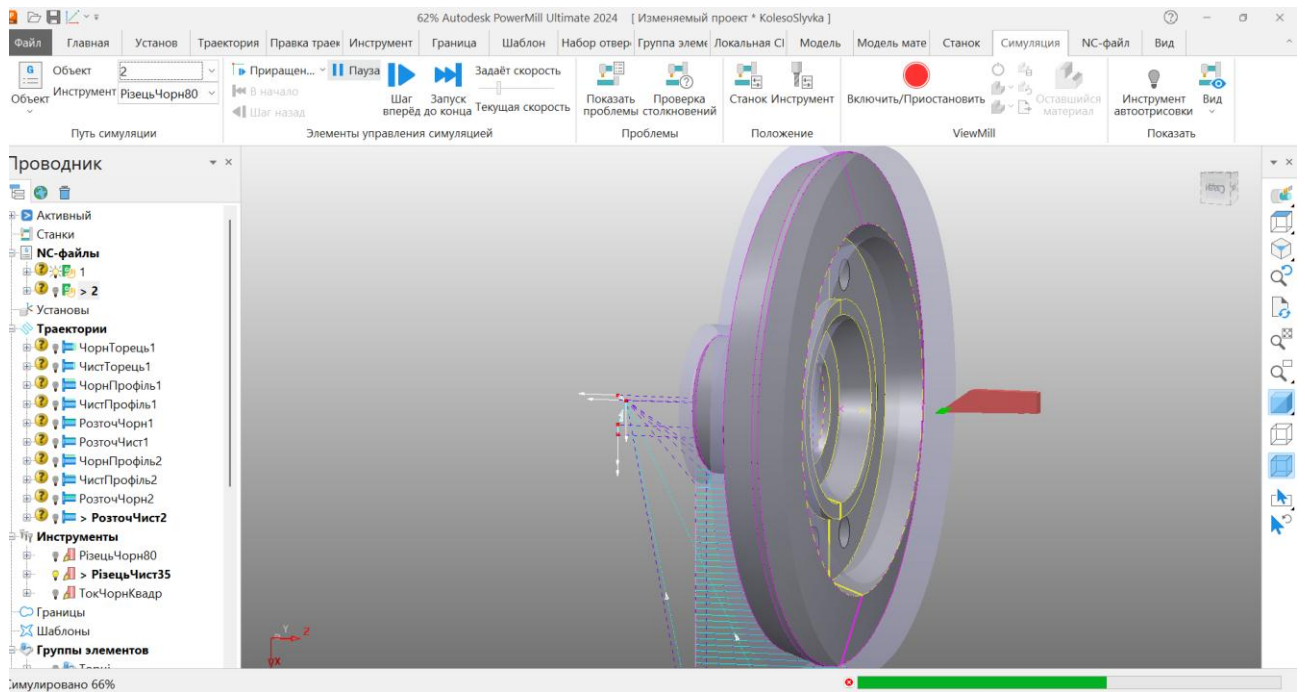 62% Autodesk PowerMill Ultimate 2024 [ Изменяемый проект * KolesoSlyvka ]
Файл Главная Установ Траектория Правка траек Инструмент Граница Шаблон Набор отвер Группа элеме Локальная СІ Модель Модель мате Станок Симуляция NC-файл Вид
G
Объект
Объект 2
Инструмент РізецьЧорн80
Путь симуляции
Приращен... Пауза
В начало
Шаг назад
Шаг вперёд
Запуск до конца
Задаёт скорость
Текущая скорость
Элементы управления симуляцией
Показать проблемы
Проверка столкновений
Проблемы
Станок Инструмент
Положение
Включить/Приостановить
Оставшийся материал
ViewMill
Инструмент автоотрисовки
Вид
Показать
Проводник
Активный
Станки
NC-файлы
1
> 2
Установы
Траектории
ЧорнТорець1
ЧистТорець1
ЧорнПрофіль1
ЧистПрофіль1
РозточЧорн1
РозточЧист1
ЧорнПрофіль2
ЧистПрофіль2
РозточЧорн2
> РозточЧист2
Инструменты
РізецьЧорн80
> РізецьЧист35
ТокЧорнКвадр
Границы
Шаблоны
Группы элементов
Y Z
X
Симулировано 66%